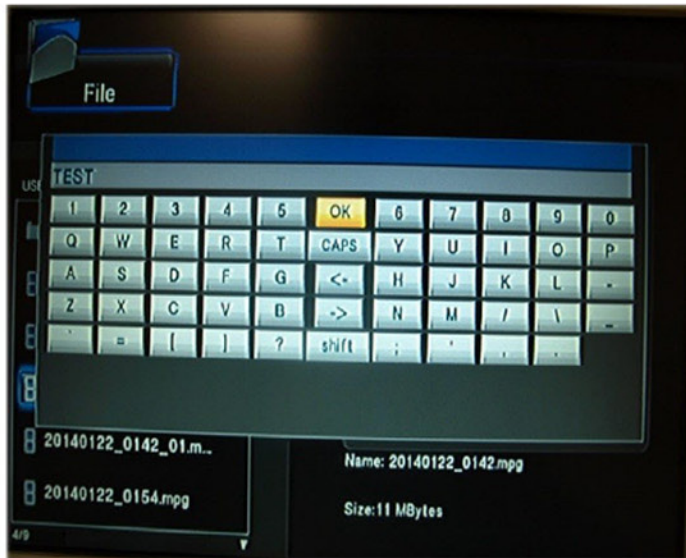 File
USB
TEST
1 2 3 4 5 OK 6 7 8 9 0
Q W E R T CAPS Y U I O P
A S D F G <- H J K L -
Z X C V B -> N M / \ _
` = [ ] ? shift ; ' , .
20140122_0142_01.m...
Name: 20140122_0142.mpg
20140122_0154.mpg
Size:11 MBytes
4/9